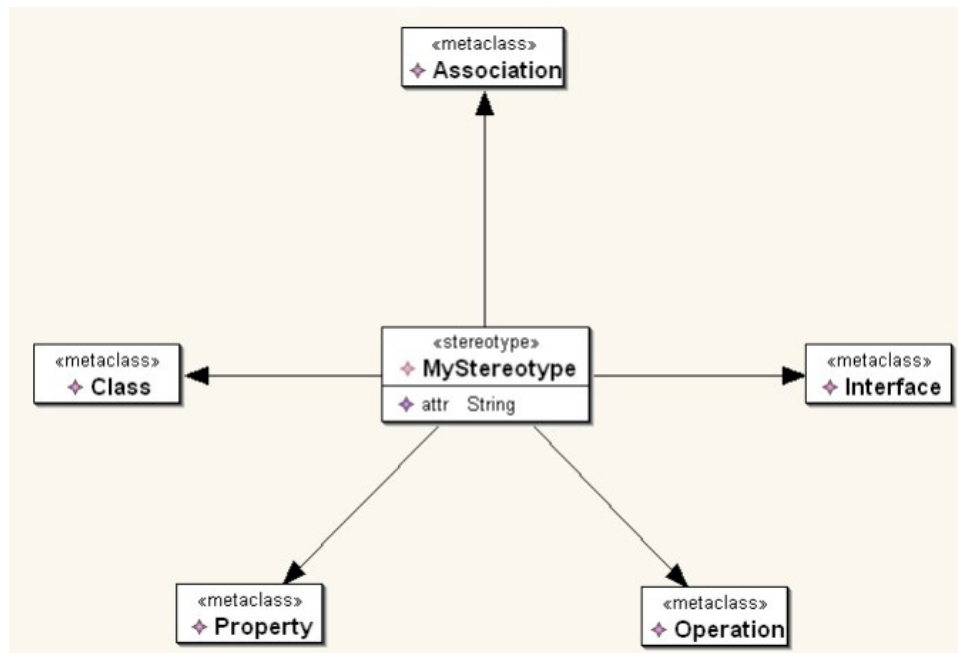 «metaclass»
Association
«stereotype»
MyStereotype
attr String
«metaclass»
Class
«metaclass»
Interface
«metaclass»
Property
«metaclass»
Operation